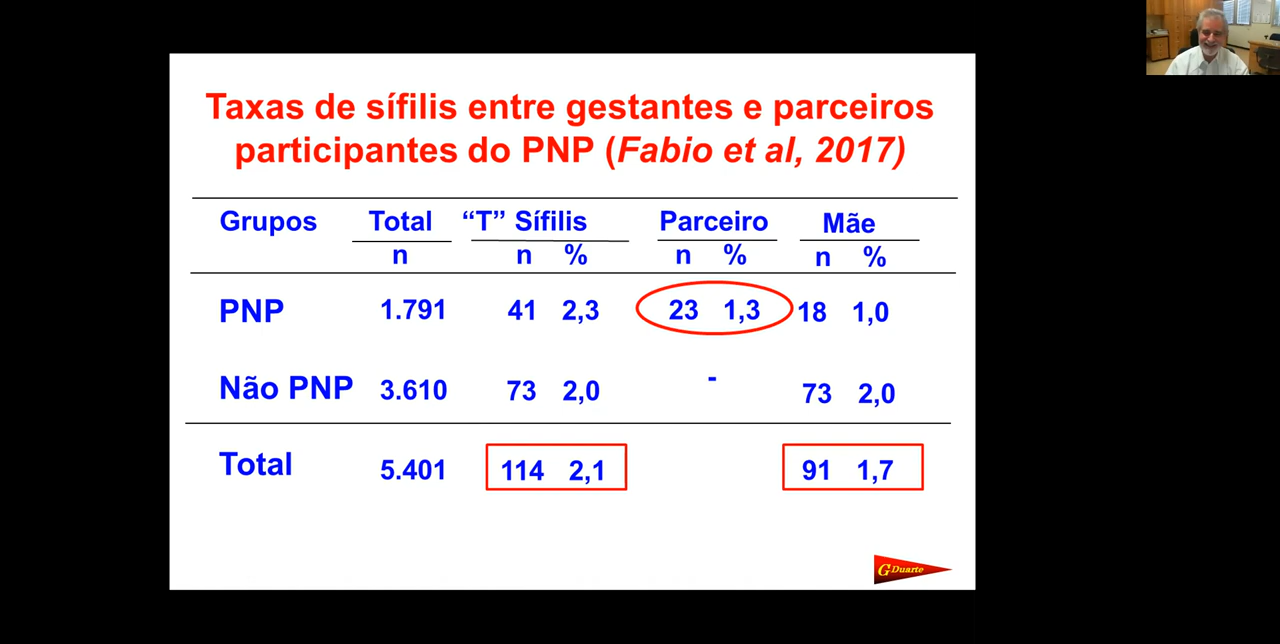 Taxas de sífilis entre gestantes e parceiros
participantes do PNP (Fabio et al, 2017)
Grupos Total “T” Sífilis Parceiro Mãe
n n % n % n %
PNP 1.791 41 2,3 23 1,3 18 1,0
Não PNP 3.610 73 2,0 - 73 2,0
Total 5.401 114 2,1 91 1,7
GDuarte